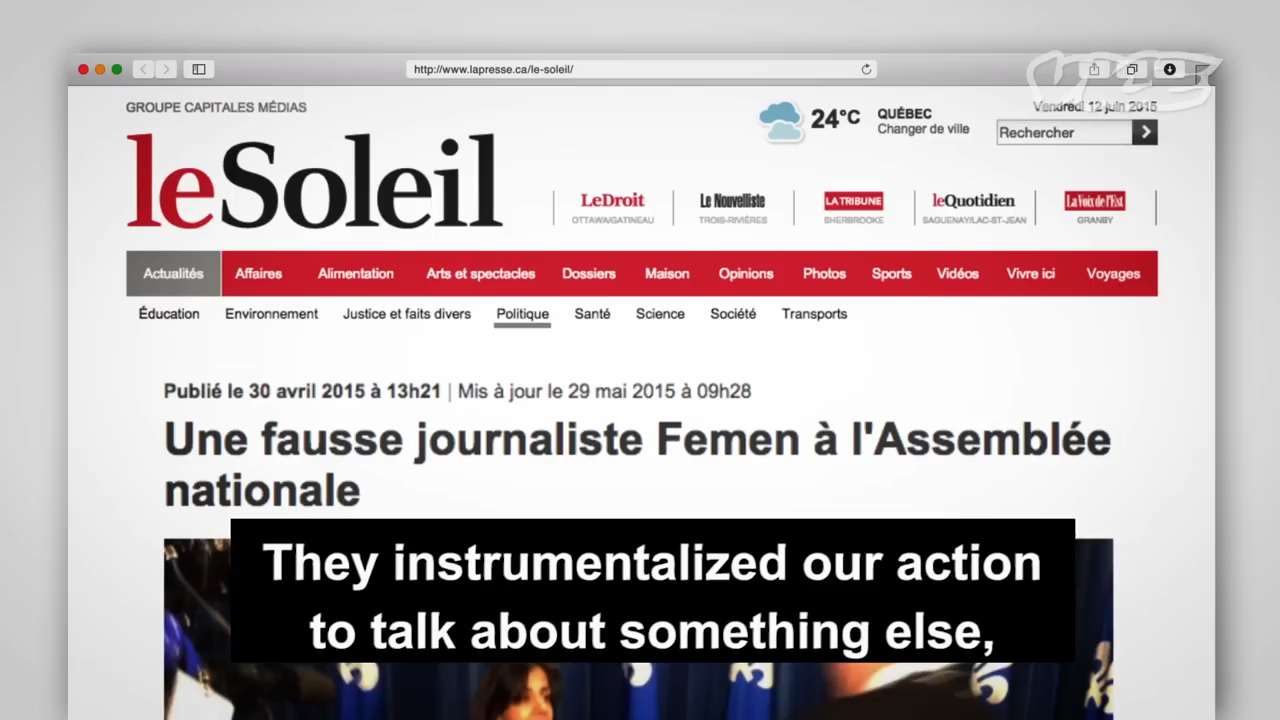 http://www.lapresse.ca/le-soleil/
VICE
GROUPE CAPITALES MÉDIAS
24°C
QUÉBEC
Changer de ville
Vendredi 12 juin 2015
Rechercher
leSoleil
LeDroit
OTTAWA/GATINEAU
Le Nouvelliste
TROIS-RIVIÈRES
LA TRIBUNE
SHERBROOKE
leQuotidien
SAGUENAY/LAC-ST-JEAN
La Voix de l'Est
GRANBY
Actualités Affaires Alimentation Arts et spectacles Dossiers Maison Opinions Photos Sports Vidéos Vivre ici Voyages
Éducation Environnement Justice et faits divers Politique Santé Science Société Transports
Publié le 30 avril 2015 à 13h21 | Mis à jour le 29 mai 2015 à 09h28
Une fausse journaliste Femen à l'Assemblée
nationale
They instrumentalized our action
to talk about something else,